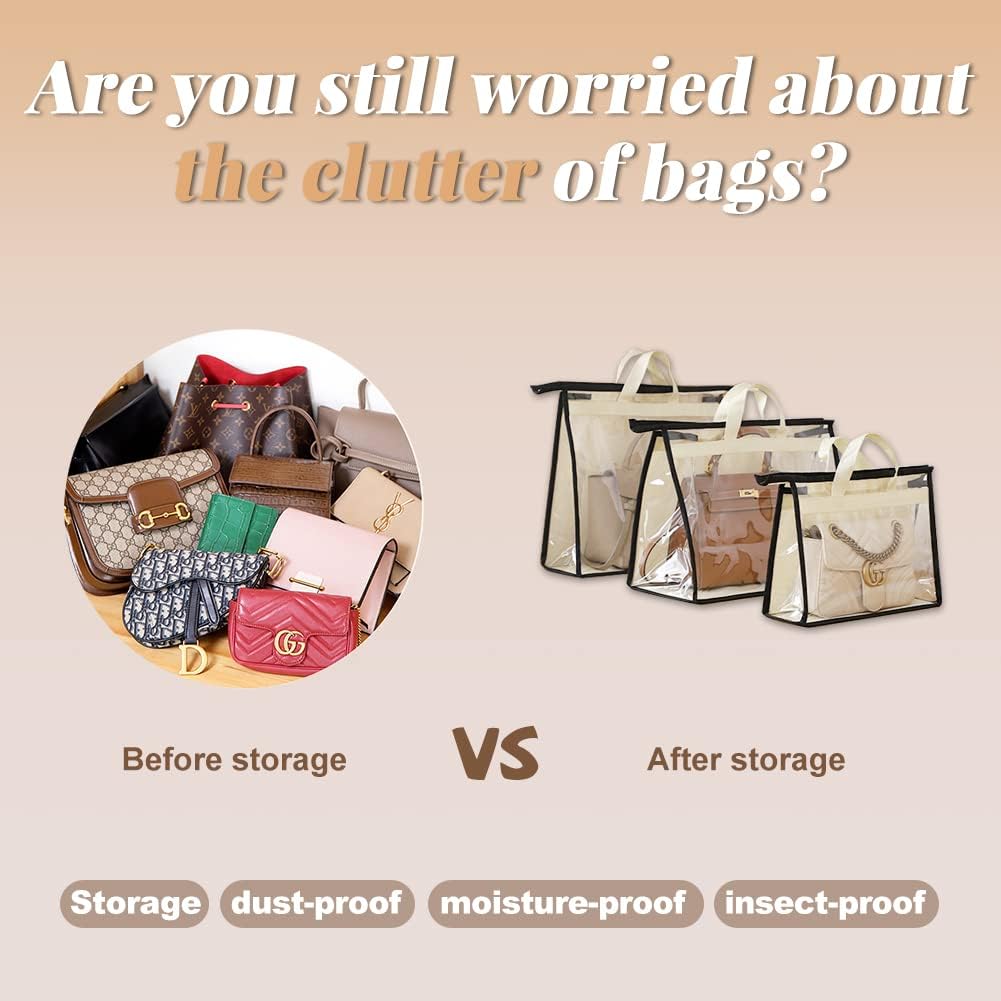 Are you still worried about
the clutter of bags?
Before storage
VS
After storage
Storage
dust-proof
moisture-proof
insect-proof